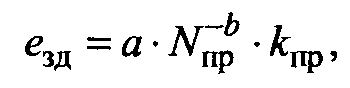 e_зд = a · N_пр^-b · k_пр,